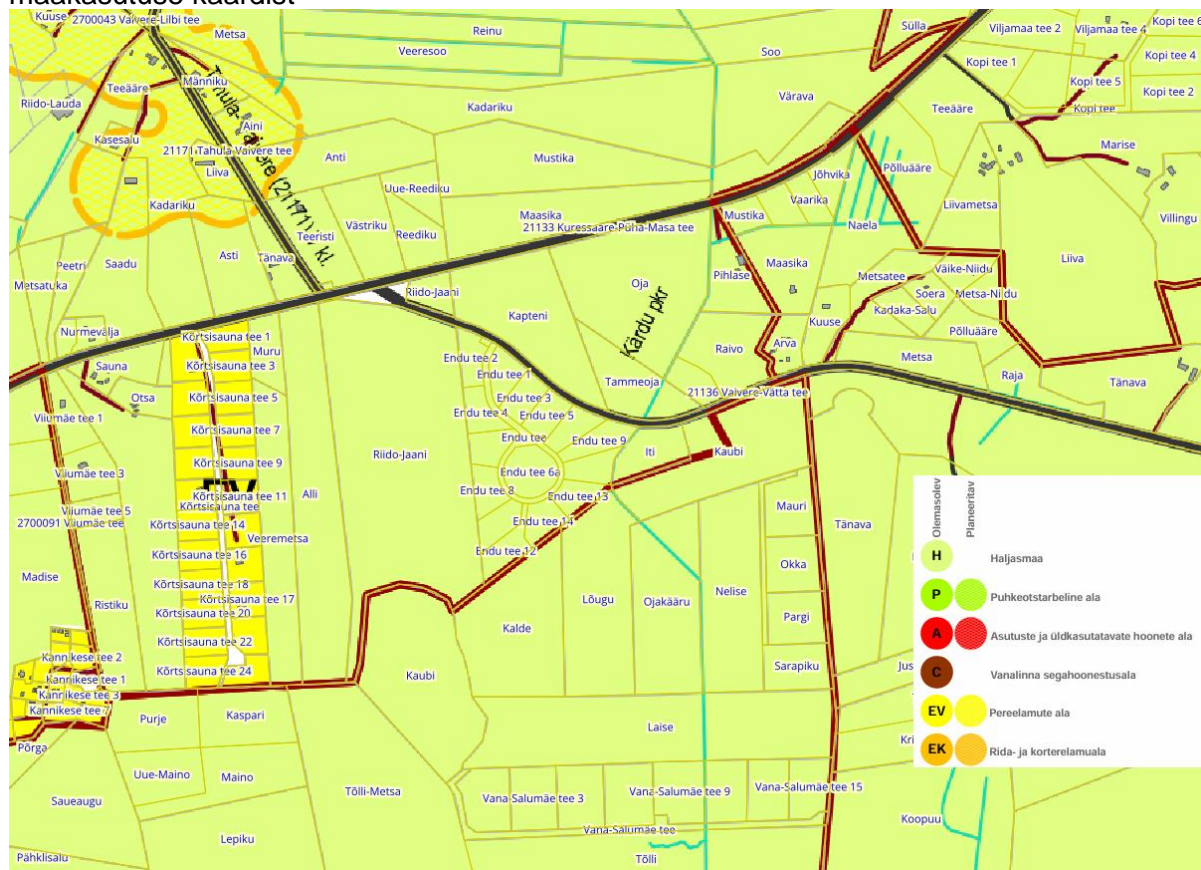 maakasutuse kaardist
Kuuse
2700043 Vaivere-Lilbi tee
Metsa
Reinu
Veeresoo
Soo
Sülla
Viljamaa tee 2
Viljamaa tee 4
Kopi tee 6
Kopi tee 1
Kopi tee 4
Kopi tee 5
Kopi tee 2
Kopi tee
Männiku
Teeääre
Riido-Lauda
Kadariku
Värava
Teeääre
Aini
Kasesalu
21171 Tahula-Vaivere tee
Liiva
Anti
Mustika
Marise
Jõhvika
Põlluääre
Uue-Reediku
Vaarika
Kadariku
Västriku
Maasika
21133 Kuressaare-Püha-Masa tee
Mustika
Naela
Liivametsa
Villingu
Teeristi
Reediku
Asti
Tänava
Peetri
Saadu
Maasika
Liiva
Metsatuka
Pihlase
Metsatee
Väike-Niidu
Oja
Riido-Jaani
Soera
Metsa-Niidu
Kadaka-Salu
Kapteni
Kärdu pkr
Kuuse
Nurmevälja
Kõrtsisauna tee 1
Põlluääre
Muru
Raivo
Arva
Endu tee 2
Metsa
Sauna
Kõrtsisauna tee 3
Endu tee 1
Tammeoja
Raja
Tänava
Otsa
Kõrtsisauna tee 5
Endu tee 3
21136 Vaivere-Vätta tee
Viiumäe tee 1
Endu tee 4
Endu tee 5
Kõrtsisauna tee 7
Endu tee
Endu tee 9
Riido-Jaani
Iti
Kaubi
Kõrtsisauna tee 9
Viiumäe tee 3
Endu tee 6a
Kõrtsisauna tee 11
Alli
Endu tee 8
Endu tee 13
Kõrtsisauna tee
Mauri
Viiumäe tee 5
2700091 Viiumäe tee
Kõrtsisauna tee 14
Endu tee 14
Tänava
Veeremetsa
Endu tee 12
Kõrtsisauna tee 16
Okka
Madise
Kõrtsisauna tee 18
Nelise
Ristiku
Kõrtsisauna tee 17
Lõugu
Ojakääru
Kõrtsisauna tee 20
Pargi
Kalde
Kõrtsisauna tee 22
Kannikese tee 2
Sarapiku
Kõrtsisauna tee 24
Kaubi
Kannikese tee 1
Kannikese tee 3
Kannikese tee 7
Purje
Kaspari
Laise
Põrga
Uue-Maino
Maino
Tõlli-Metsa
Vana-Salumäe tee 3
Vana-Salumäe tee 9
Vana-Salumäe tee 15
Saueaugu
Koopuu
Vana-Salumäe tee
Lepiku
Pähklisalu
Tõlli
Olemasolev
Planeeritav
H Haljasmaa
P Puhkeotstarbeline ala
A Asutuste ja üldkasutatavate hoonete ala
C Vanalinna segahoonestusala
EV Pereelamute ala
EK Rida- ja korterelamuala